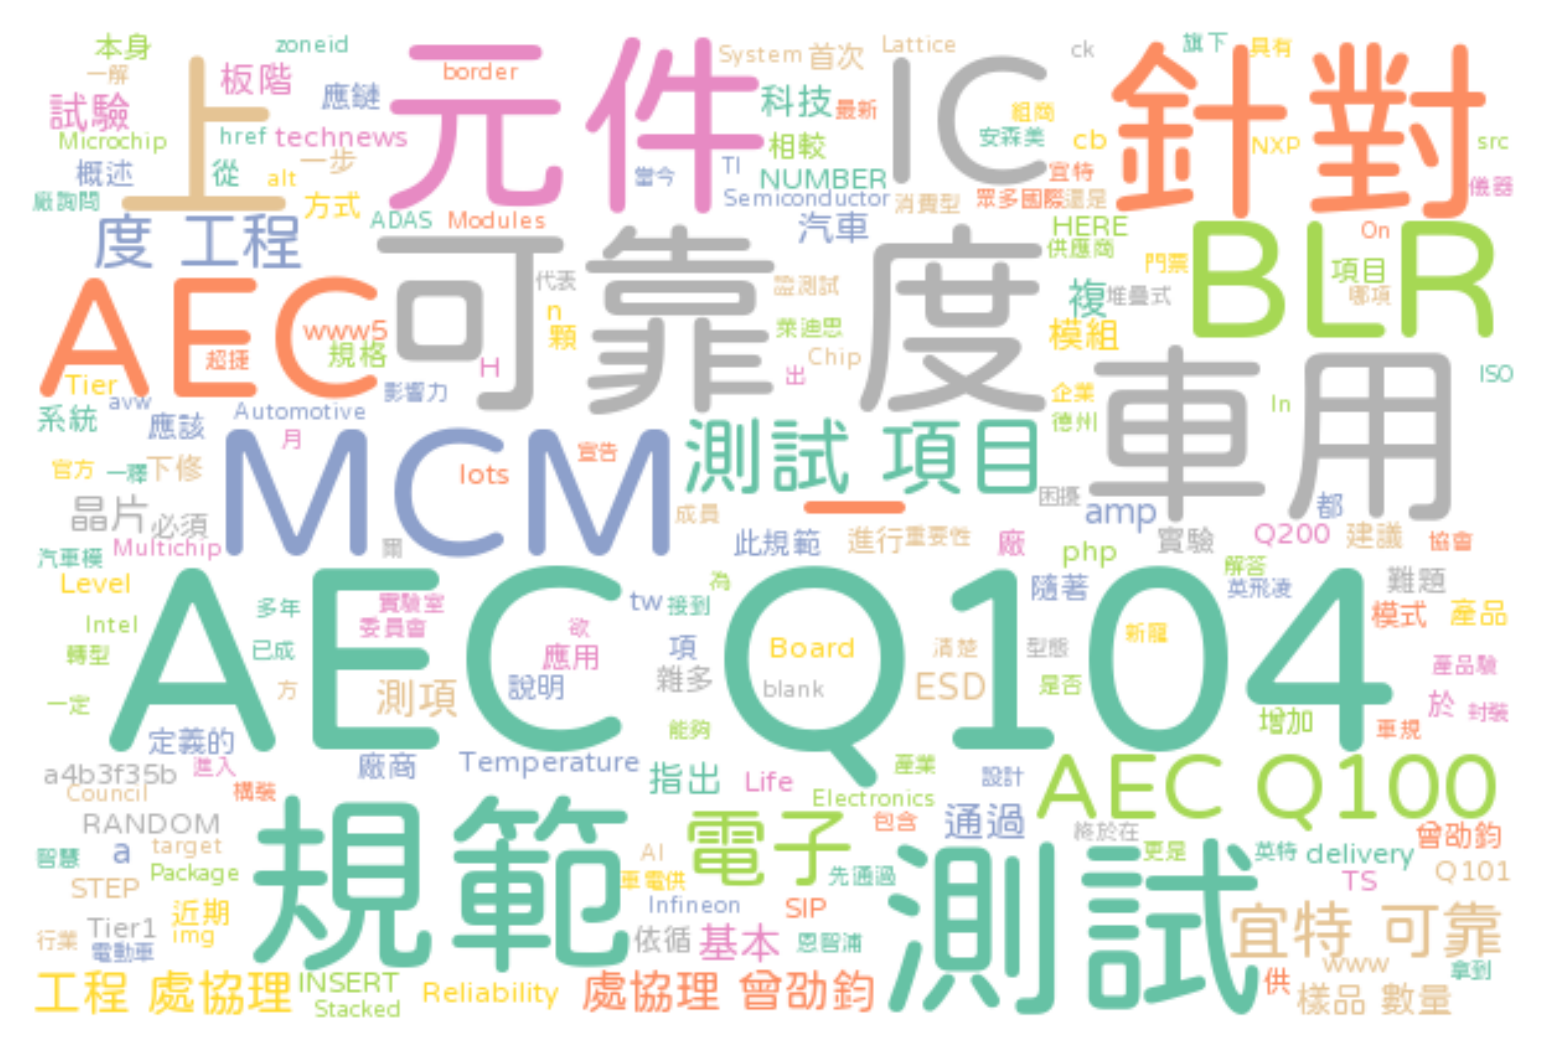 本身
zoneid
System
首次
Lattice
ck
旗下
具有
一解
板階
border
元件
IC
針對
上
試驗
應鏈
科技
最新
組商
Microchip
href
technews
相較
安森美
cb
NXP
src
概述
從
alt
一步
當今
TI
NUMBER
宜特
儀器
廠詢問
方式
ADAS
Modules
Semiconductor
消費型
眾多國際
還是
度 工程
汽車
HERE
On
供應商
BLR
AEC
可靠度
代表
證測試
門票
項目
複
堆疊式
哪項
www5
n
顆
萊迪思
模組
超捷
規格
H
Chip
出
車用
Tier
avw
影響力
企業
ISO
系統
應該
Automotive
德州
In
月
MCM
測試 項目
官方
一釋
下修
lots
宣告
一
晶片
必須
成員
困擾
amp
都
汽車模
Multichip
爾
此規範
進行
重要性
廠
php
實驗
Q200
建議
協會
Level
AEC Q104
為
解答
隨著
英飛凌
難題
多年
實驗室
tw
接到
模式
產品
Intel
委員會
欲
項
Board
清楚
型態
新龍
轉型
已成
應用
雜多
產品驗
一定
方
測項
說明
blank
ESD
是否
於
封裝
定義的
能夠
增加
車規
a4b3f35b
進入
廠商
Temperature
指出
Life
產業
設計
AEC Q100
Council
構裝
Electronics
RANDOM
規範
電子
包含
通過
終於在
曾劭鈞
智慧
a
target
AI
更是
英特
delivery
STEP
Package
車電供
先通過
測試
TS
Q101
近期
Infineon
SIP
宜特 可靠
Tier1
img
行業
電動車
依循
基本
恩智浦
www
拿到
工程 處協理
INSERT
Reliability
處協理 曾劭鈞
供
樣品 數量
Stacked